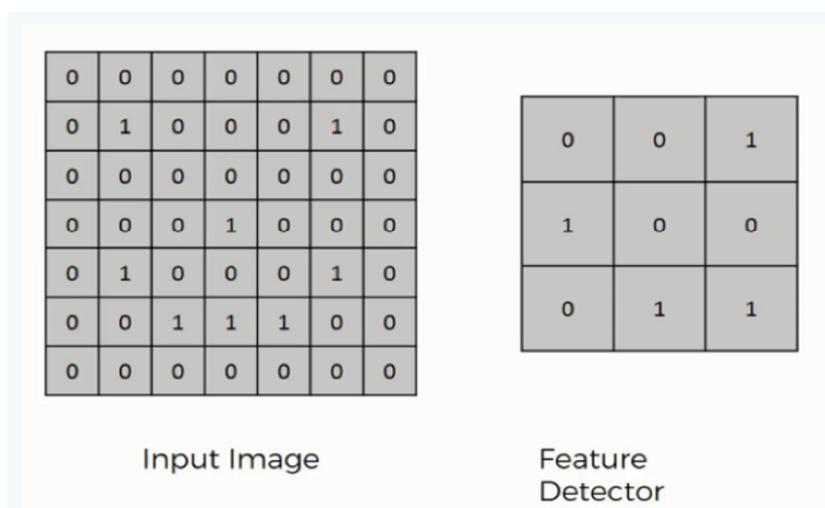 0 0 0 0 0 0 0
0 1 0 0 0 1 0
0 0 0 0 0 0 0
0 0 0 1 0 0 0
0 1 0 0 0 1 0
0 0 1 1 1 0 0
0 0 0 0 0 0 0
Input Image
0 0 1
1 0 0
0 1 1
Feature
Detector